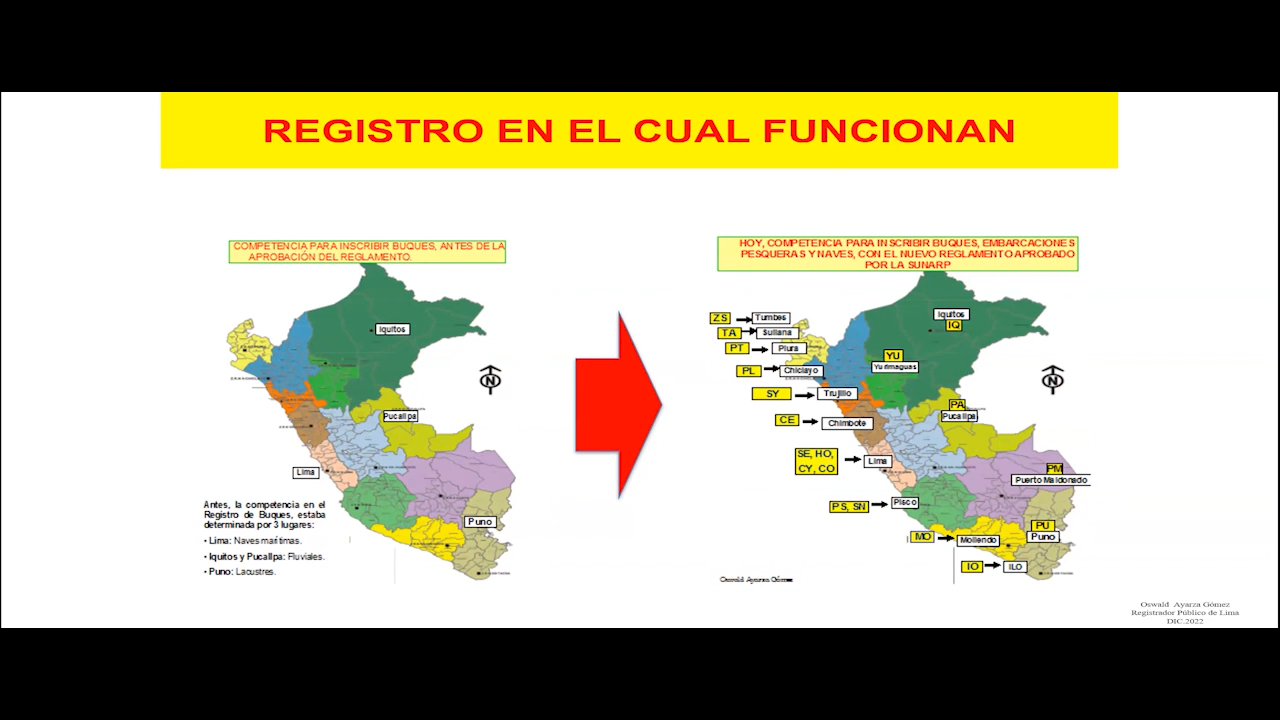 REGISTRO EN EL CUAL FUNCIONAN
COMPETENCIA PARA INSCRIBIR BUQUES, ANTES DE LA
APROBACIÓN DEL REGLAMENTO.
Iquitos
N
Pucallpa
Lima
Puno
Antes, la competencia en el
Registro de Buques, estaba
determinada por 3 lugares:
• Lima: Naves marítimas.
• Iquitos y Pucallpa: Fluviales.
• Puno: Lacustres.
HOY, COMPETENCIA PARA INSCRIBIR BUQUES, EMBARCACIONES
PESQUERAS Y NAVES, CON EL NUEVO REGLAMENTO APROBADO
POR LA SUNARP
ZS Tumbes
TA Sullana
PT Piura
PL Chiclayo
SY Trujillo
CE Chimbote
SE, HO,
CY, CO
Lima
PS, SN Pisco
MO Mollendo
IO ILO
Iquitos
IQ
YU
Yurimaguas
N
PA
Pucallpa
PM
Puerto Maldonado
PU
Puno
Oswald Ayarza Gómez
Oswald Ayarza Gómez
Registrador Público de Lima
DIC.2022